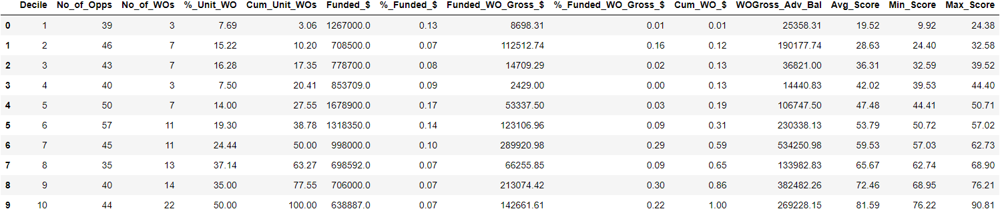 Decile No_of_Opps No_of_WOs %_Unit_WO Cum_Unit_WOs Funded_$ %_Funded_$ Funded_WO_Gross_$ %_Funded_WO_Gross_$ Cum_WO_$ WOGross_Adv_Bal Avg_Score Min_Score Max_Score
0 1 39 3 7.69 3.06 1267000.0 0.13 8698.31 0.01 0.01 25358.31 19.52 9.92 24.38
1 2 46 7 15.22 10.20 708500.0 0.07 112512.74 0.16 0.12 190177.74 28.63 24.40 32.58
2 3 43 7 16.28 17.35 778700.0 0.08 14709.29 0.02 0.13 36821.00 36.31 32.59 39.52
3 4 40 3 7.50 20.41 853709.0 0.09 2429.00 0.00 0.13 14440.83 42.02 39.53 44.40
4 5 50 7 14.00 27.55 1678900.0 0.17 53337.50 0.03 0.19 106747.50 47.48 44.41 50.71
5 6 57 11 19.30 38.78 1318350.0 0.14 123106.96 0.09 0.31 230338.13 53.79 50.72 57.02
6 7 45 11 24.44 50.00 998000.0 0.10 289920.98 0.29 0.59 534250.98 59.53 57.03 62.73
7 8 35 13 37.14 63.27 698592.0 0.07 66255.85 0.09 0.65 133982.83 65.67 62.74 68.90
8 9 40 14 35.00 77.55 706000.0 0.07 213074.42 0.30 0.86 382482.26 72.46 68.95 76.21
9 10 44 22 50.00 100.00 638887.0 0.07 142661.61 0.22 1.00 269228.15 81.59 76.22 90.81